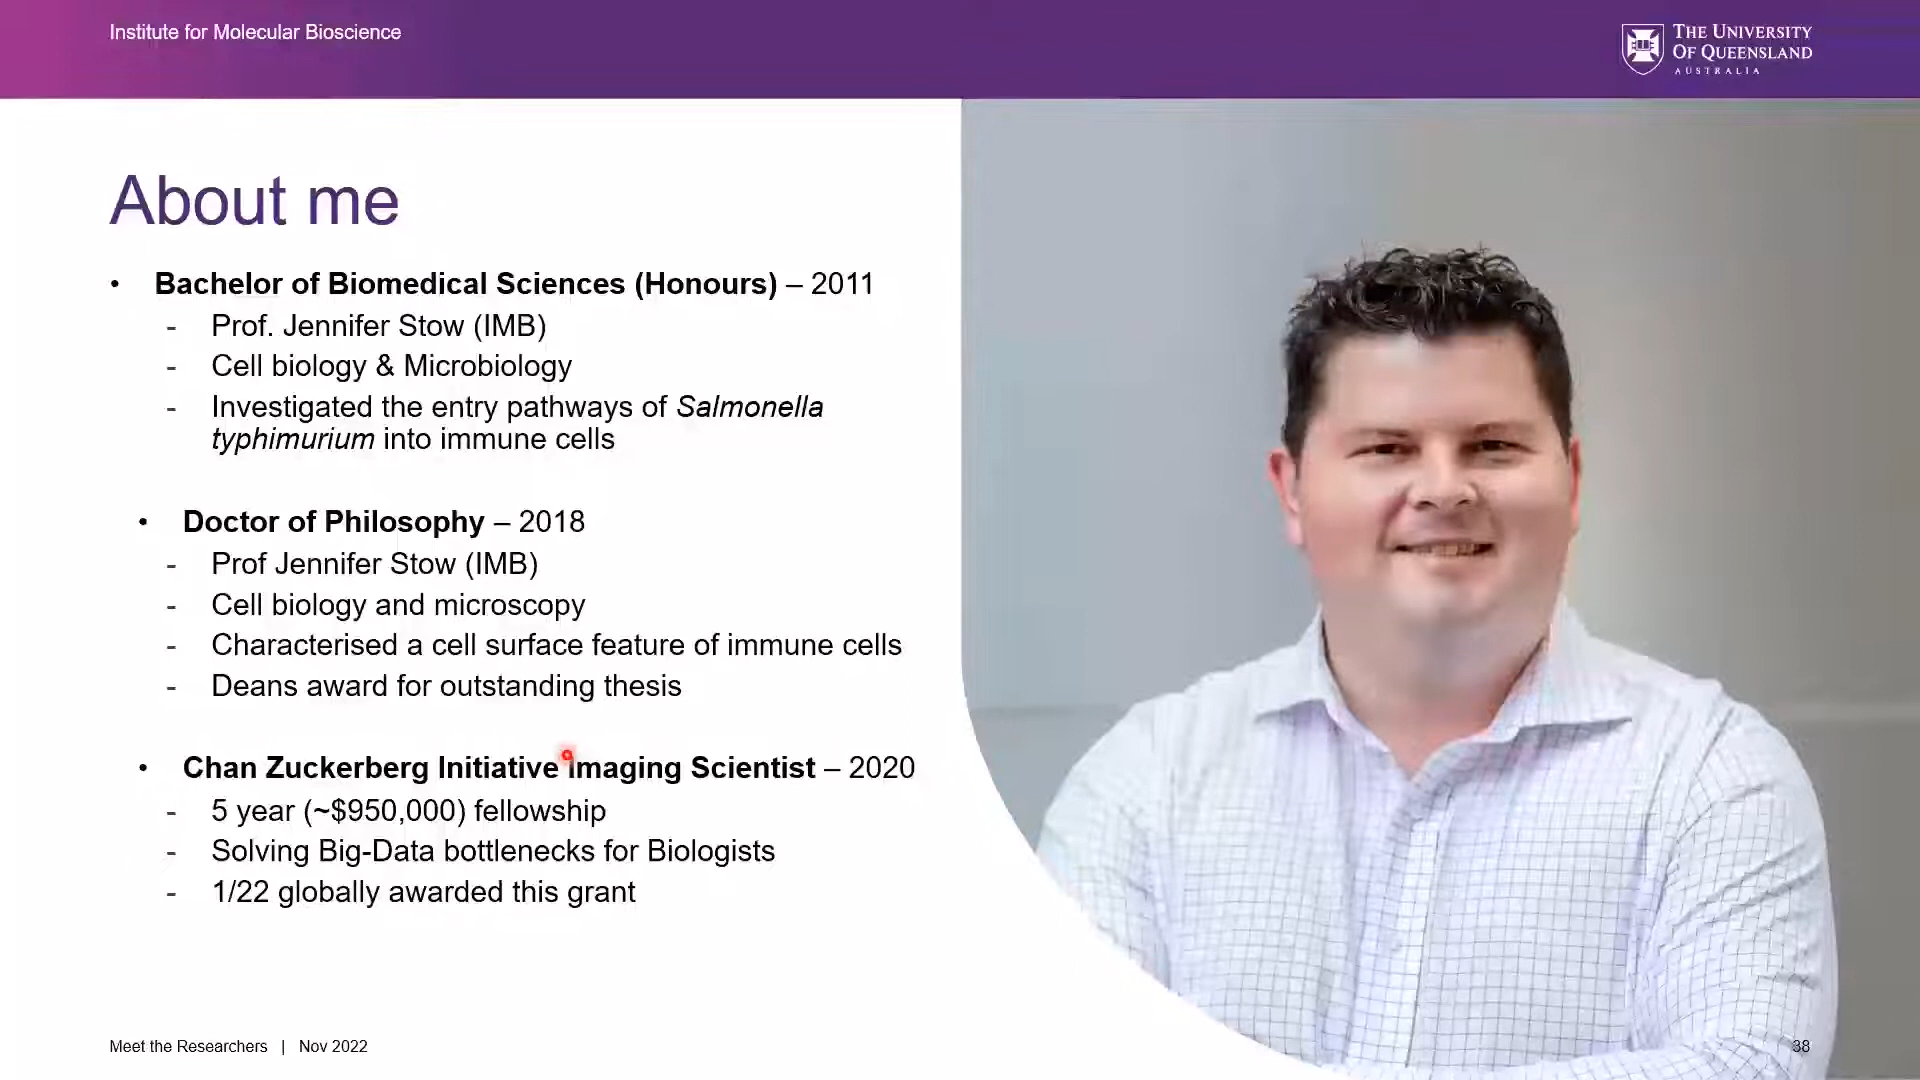 Institute for Molecular Bioscience
THE UNIVERSITY
OF QUEENSLAND
AUSTRALIA
About me
• Bachelor of Biomedical Sciences (Honours) – 2011
- Prof. Jennifer Stow (IMB)
- Cell biology & Microbiology
- Investigated the entry pathways of Salmonella
typhimurium into immune cells
• Doctor of Philosophy – 2018
- Prof Jennifer Stow (IMB)
- Cell biology and microscopy
- Characterised a cell surface feature of immune cells
- Deans award for outstanding thesis
• Chan Zuckerberg Initiative Imaging Scientist – 2020
- 5 year (~$950,000) fellowship
- Solving Big-Data bottlenecks for Biologists
- 1/22 globally awarded this grant
Meet the Researchers | Nov 2022
38